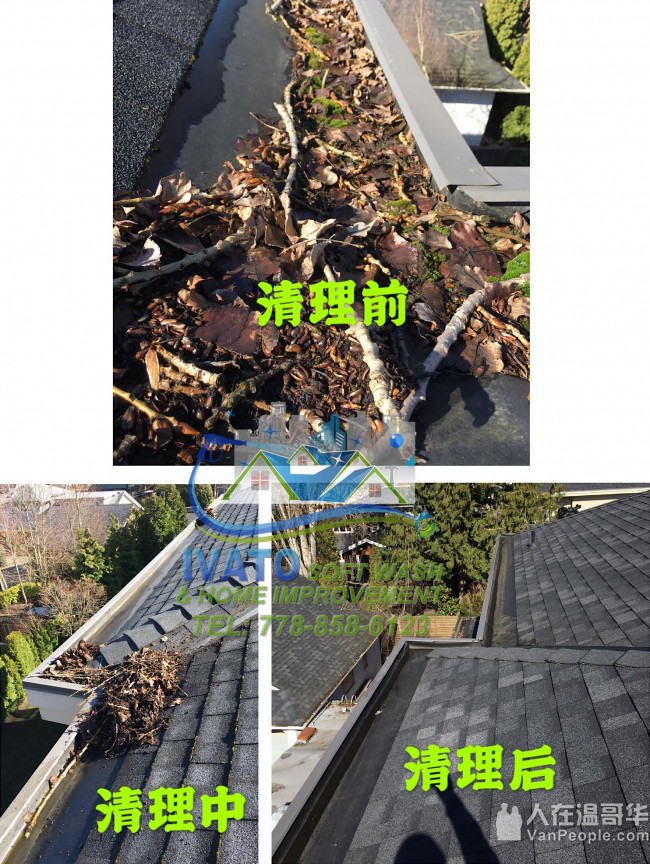 清理前
IVATO SOFT WASH
& HOME IMPROVEMENT
TEL: 778-858-6123
清理中
清理后
人在温哥华
VanPeople.com